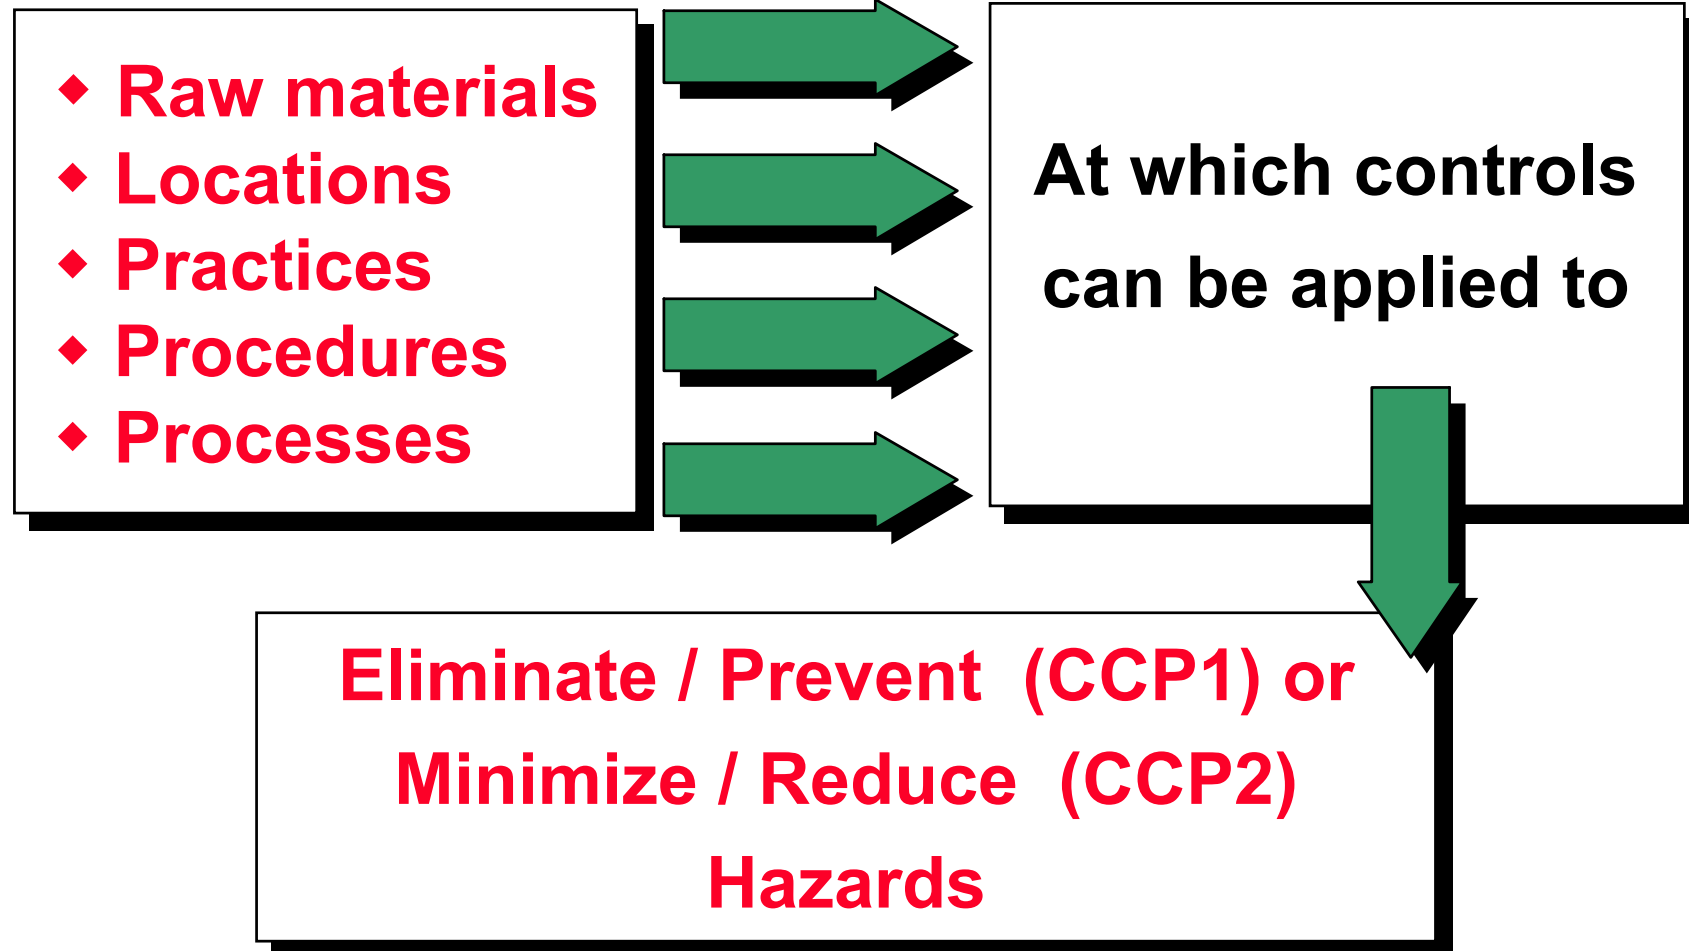 ◆ Raw materials
◆ Locations
◆ Practices
◆ Procedures
◆ Processes
At which controls
can be applied to
Eliminate / Prevent (CCP1) or
Minimize / Reduce (CCP2)
Hazards